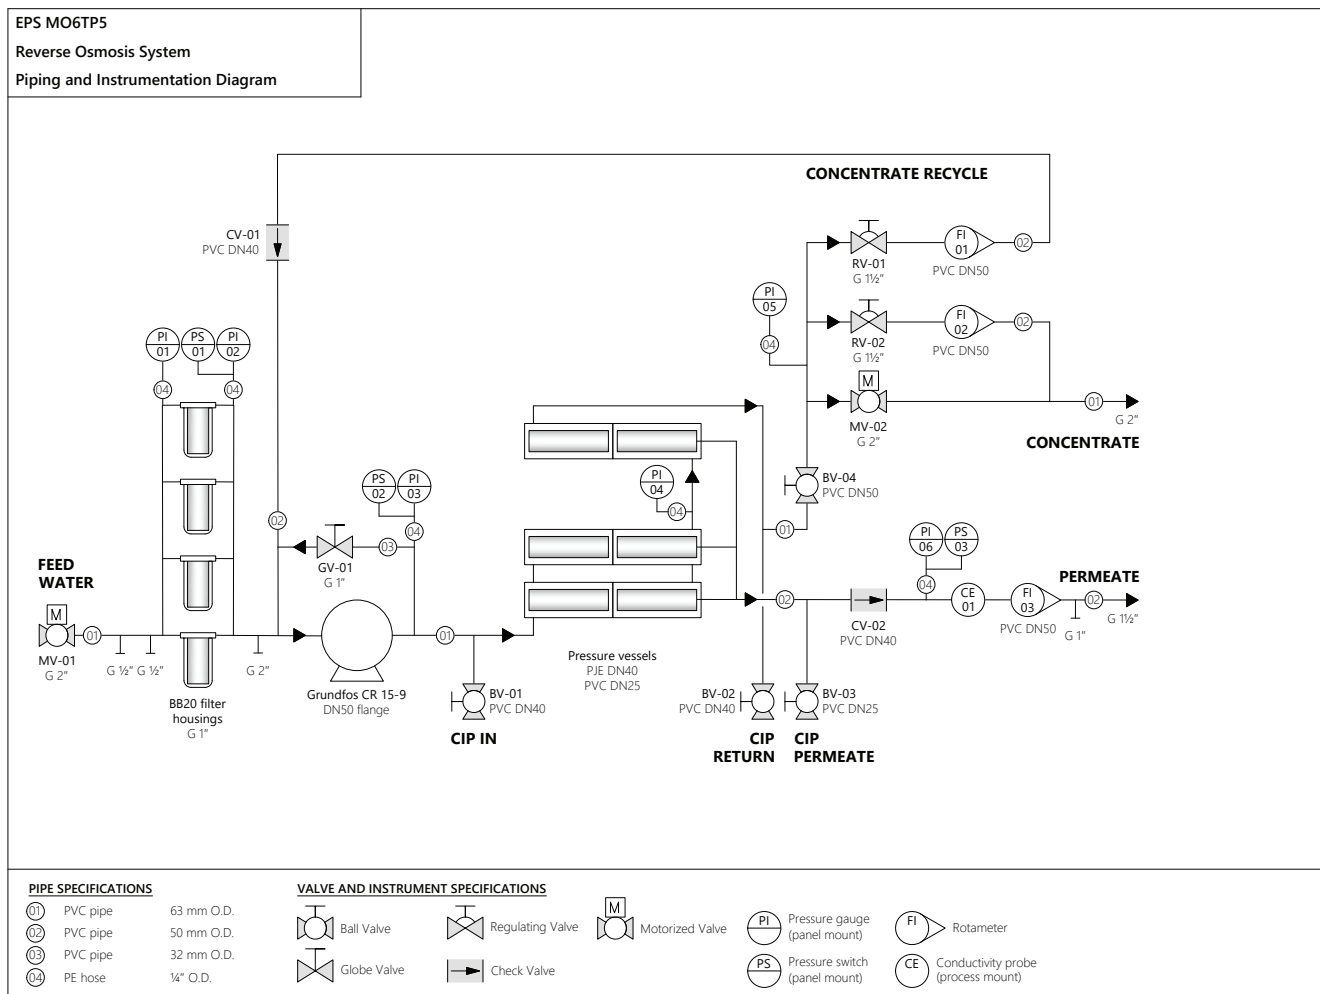 EPS MO6TP5
Reverse Osmosis System
Piping and Instrumentation Diagram
CONCENTRATE RECYCLE
CV-01
PVC DN40
FI
01
02
RV-01
G 1½"
PVC DN50
PI
05
04
FI
02
02
RV-02
G 1½"
PVC DN50
PI
01
PS
01
PI
02
04
04
M
MV-02
G 2"
01
G 2"
CONCENTRATE
PS
02
PI
03
04
PI
04
04
BV-04
PVC DN50
02
03
GV-01
G 1"
01
PI
06
PS
03
04
FEED
WATER
M
MV-01
G 2"
01
G ½"
G ½"
G 2"
BB20 filter
housings
G 1"
Grundfos CR 15-9
DN50 flange
01
BV-01
PVC DN40
CIP IN
Pressure vessels
PJE DN40
PVC DN25
02
CV-02
PVC DN40
CE
01
FI
03
PVC DN50
G 1"
02
PERMEATE
G 1½"
BV-02
PVC DN40
CIP
RETURN
BV-03
PVC DN25
CIP
PERMEATE
PIPE SPECIFICATIONS
01 PVC pipe 63 mm O.D.
02 PVC pipe 50 mm O.D.
03 PVC pipe 32 mm O.D.
04 PE hose ¼" O.D.
VALVE AND INSTRUMENT SPECIFICATIONS
Ball Valve
Globe Valve
Regulating Valve
Check Valve
M
Motorized Valve
PI
Pressure gauge
(panel mount)
PS
Pressure switch
(panel mount)
FI
Rotameter
CE
Conductivity probe
(process mount)